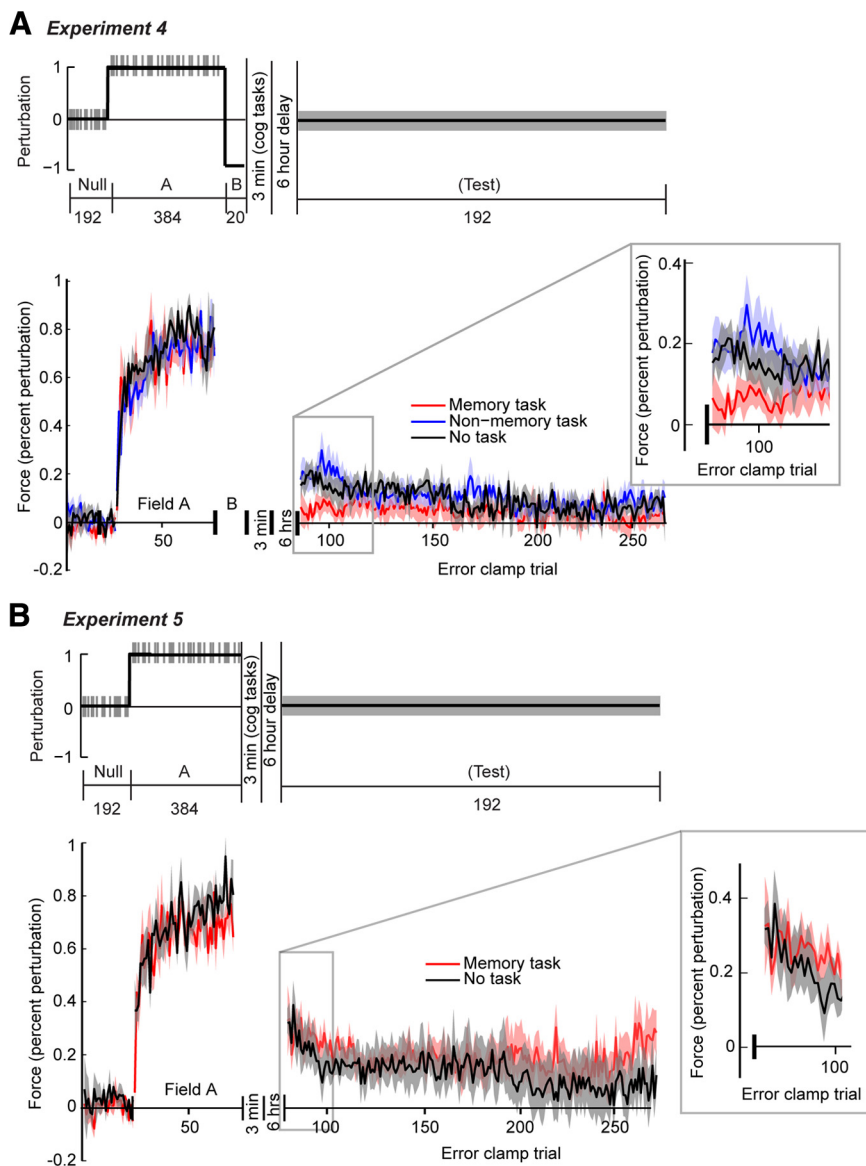 A Experiment 4
Perturbation
1
0
−1
Null
A
B
192
384
20
3 min (cog tasks)
6 hour delay
(Test)
192
Force (percent perturbation)
1
0.8
0.6
0.4
0.2
0
-0.2
Field A
B
50
3 min
6 hrs
Memory task
Non−memory task
No task
100
150
200
250
Error clamp trial
Force (percent perturbation)
0.4
0.2
0
100
Error clamp trial
B Experiment 5
Perturbation
1
0
−1
Null
A
192
384
3 min (cog tasks)
6 hour delay
(Test)
192
Force (percent perturbation)
1
0.8
0.6
0.4
0.2
0
-0.2
Field A
50
3 min
6 hrs
Memory task
No task
100
150
200
250
Error clamp trial
Force (percent perturbation)
0.4
0.2
0
100
Error clamp trial